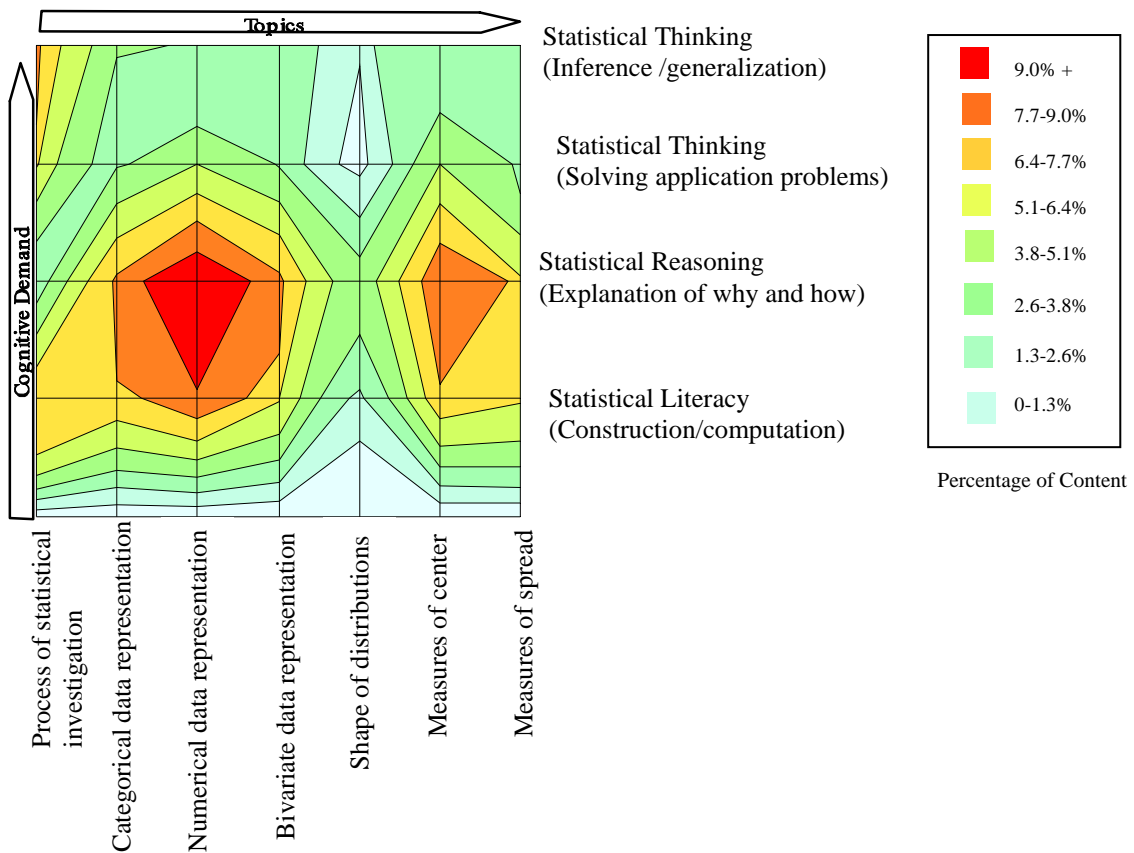 Topics
Cognitive Demand
Statistical Thinking
(Inference /generalization)
Statistical Thinking
(Solving application problems)
Statistical Reasoning
(Explanation of why and how)
Statistical Literacy
(Construction/computation)
9.0% +
7.7-9.0%
6.4-7.7%
5.1-6.4%
3.8-5.1%
2.6-3.8%
1.3-2.6%
0-1.3%
Percentage of Content
Process of statistical
investigation
Categorical data representation
Numerical data representation
Bivariate data representation
Shape of distributions
Measures of center
Measures of spread